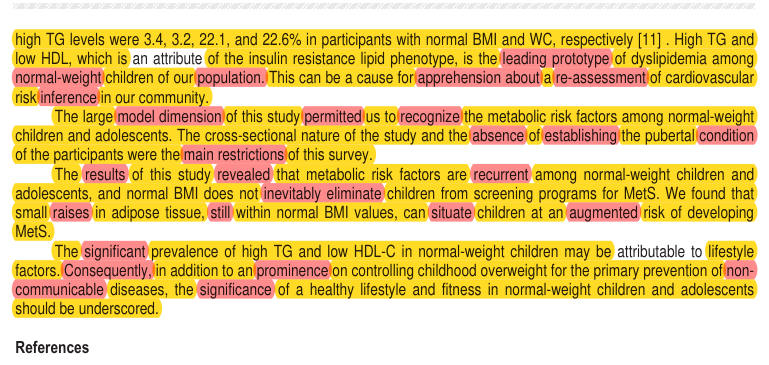 high TG levels were 3.4, 3.2, 22.1, and 22.6% in participants with normal BMI and WC, respectively [11] . High TG and
low HDL, which is an attribute of the insulin resistance lipid phenotype, is the leading prototype of dyslipidemia among
normal-weight children of our population. This can be a cause for apprehension about a re-assessment of cardiovascular
risk inference in our community.
The large model dimension of this study permitted us to recognize the metabolic risk factors among normal-weight
children and adolescents. The cross-sectional nature of the study and the absence of establishing the pubertal condition
of the participants were the main restrictions of this survey.
The results of this study revealed that metabolic risk factors are recurrent among normal-weight children and
adolescents, and normal BMI does not inevitably eliminate children from screening programs for MetS. We found that
small raises in adipose tissue, still within normal BMI values, can situate children at an augmented risk of developing
MetS.
The significant prevalence of high TG and low HDL-C in normal-weight children may be attributable to lifestyle
factors. Consequently, in addition to an prominence on controlling childhood overweight for the primary prevention of non-
communicable diseases, the significance of a healthy lifestyle and fitness in normal-weight children and adolescents
should be underscored.
References